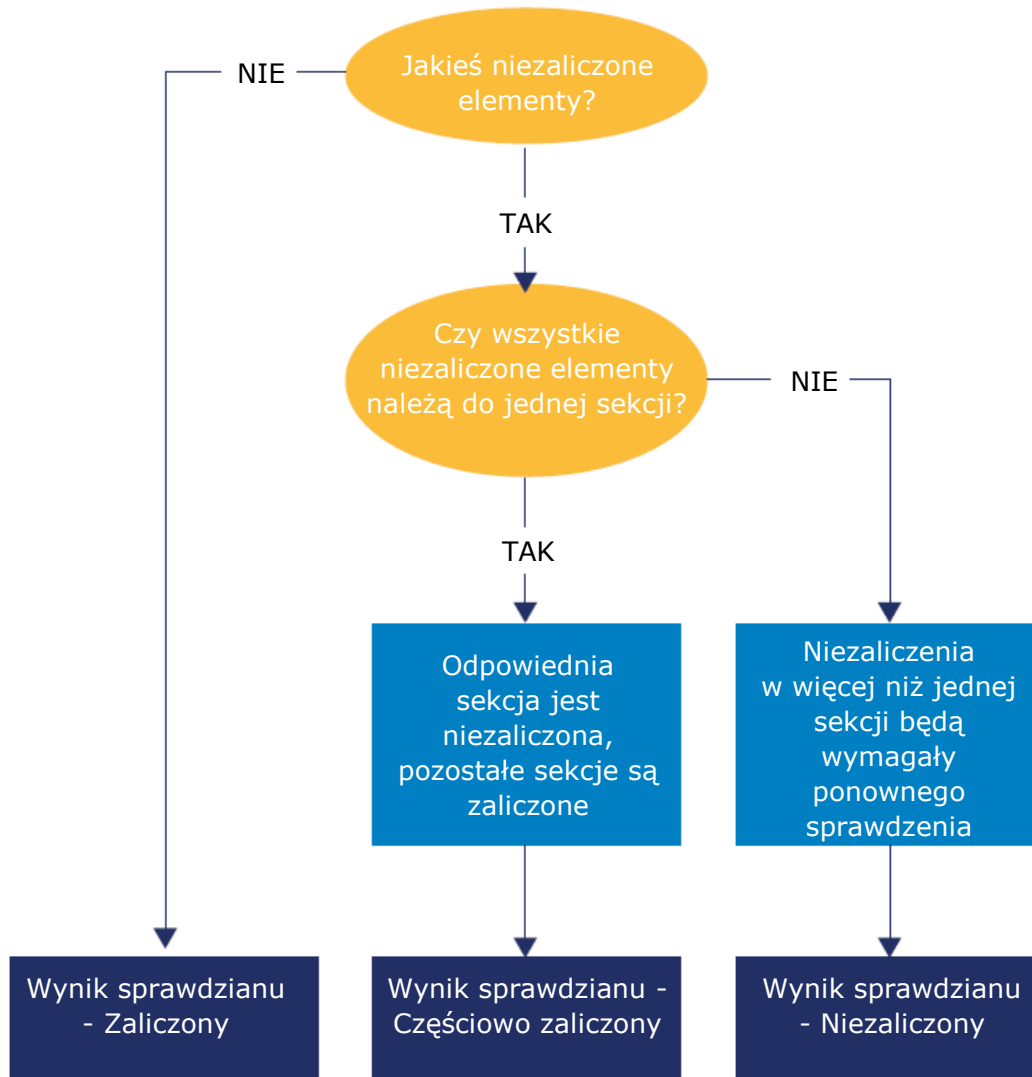 Jakieś niezaliczone
elementy?
NIE
TAK
Czy wszystkie
niezaliczone elementy
należą do jednej sekcji?
NIE
TAK
Odpowiednia
sekcja jest
niezaliczona,
pozostałe sekcje są
zaliczone
Niezaliczenia
w więcej niż jednej
sekcji będą
wymagały
ponownego
sprawdzenia
Wynik sprawdzianu
- Zaliczony
Wynik sprawdzianu -
Częściowo zaliczony
Wynik sprawdzianu
- Niezaliczony